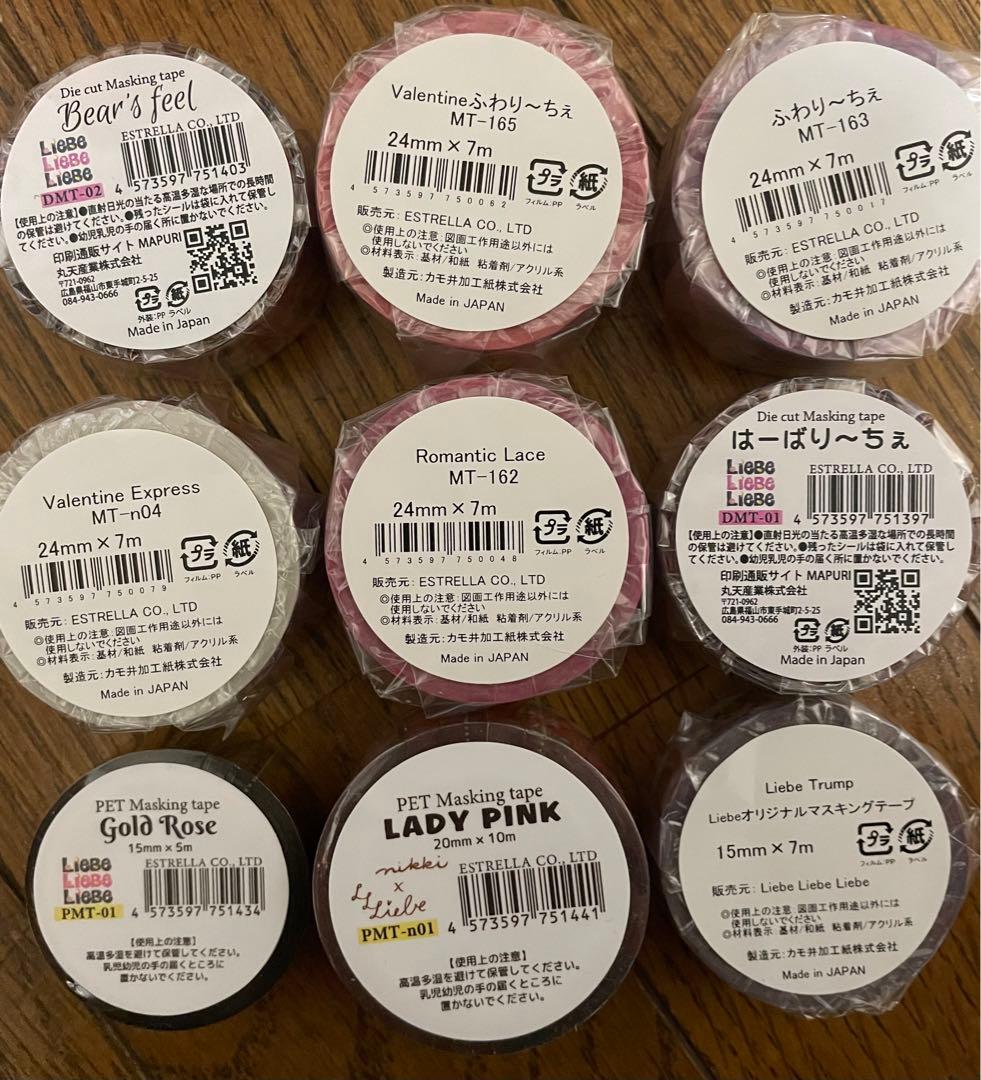 Die cut Masking tape
Bear's feel
LieBe
LieBe
LieBe
DMT-02
ESTRELLA CO., LTD
4 573597 751403
【使用上の注意】●直射日光の当たる高温多湿な場所での長時間
の保管は避けてください。●残ったシールは袋に入れて保管し
てください。●幼児乳児の手の届く所に置かないでください。
印刷通販サイト MAPURI
丸天産業株式会社
〒721-0962
広島県福山市東手城町2-5-25
084-943-0666
プラ 紙
外装:PP ラベル
Made in Japan
Valentineふわり〜ちぇ
MT-165
24mm×7m
4 573597 750062
プラ 紙
フィルム:PP ラベル
販売元: ESTRELLA CO., LTD
◎使用上の注意: 図画工作用途以外には
使用しないでください
◎材料表示: 基材/和紙 粘着剤/アクリル系
製造元: カモ井加工紙株式会社
Made in JAPAN
ふわり〜ちぇ
MT-163
24mm×7m
4 573597 750017
プラ 紙
フィルム:PP ラベル
販売元: ESTRELLA CO., LTD
◎使用上の注意: 図画工作用途以外には
使用しないでください
◎材料表示: 基材/和紙 粘着剤/アクリル系
製造元: カモ井加工紙株式会社
Made in JAPAN
Valentine Express
MT-n04
24mm×7m
4 573597 750079
プラ 紙
フィルム:PP ラベル
販売元: ESTRELLA CO., LTD
◎使用上の注意: 図画工作用途以外には
使用しないでください
◎材料表示: 基材/和紙 粘着剤/アクリル系
製造元: カモ井加工紙株式会社
Made in JAPAN
Romantic Lace
MT-162
24mm×7m
4 573597 750048
プラ 紙
フィルム:PP ラベル
販売元: ESTRELLA CO., LTD
◎使用上の注意: 図画工作用途以外には
使用しないでください
◎材料表示: 基材/和紙 粘着剤/アクリル系
製造元: カモ井加工紙株式会社
Made in JAPAN
Die cut Masking tape
はーばり〜ちぇ
LieBe
LieBe
LieBe
DMT-01
ESTRELLA CO., LTD
4 573597 751397
【使用上の注意】●直射日光の当たる高温多湿な場所での長時間
の保管は避けてください。●残ったシールは袋に入れて保管し
てください。●幼児乳児の手の届く所に置かないでください。
印刷通販サイト MAPURI
丸天産業株式会社
〒721-0962
広島県福山市東手城町2-5-25
084-943-0666
プラ 紙
外装:PP ラベル
Made in Japan
PET Masking tape
Gold Rose
15mm×5m
LieBe
LieBe
LieBe
PMT-01
ESTRELLA CO., LTD
4 573597 751434
【使用上の注意】
高温多湿を避けて保管してください。
乳児幼児の手の届くところに
置かないでください。
PET Masking tape
LADY PINK
20mm×10m
nikki
×
LLLiebe
PMT-n01
ESTRELLA CO., LTD
4 573597 751441
【使用上の注意】
高温多湿を避けて保管してください。
乳児幼児の手の届くところに
置かないでください。
Liebe Trump
Liebeオリジナルマスキングテープ
15mm×7m
プラ 紙
フィルム:PP ラベル
販売元: Liebe Liebe Liebe
◎使用上の注意: 図画工作用途以外には
使用しないでください
◎材料表示: 基材/和紙 粘着剤/アクリル系
製造元: カモ井加工紙株式会社
Made in JAPAN